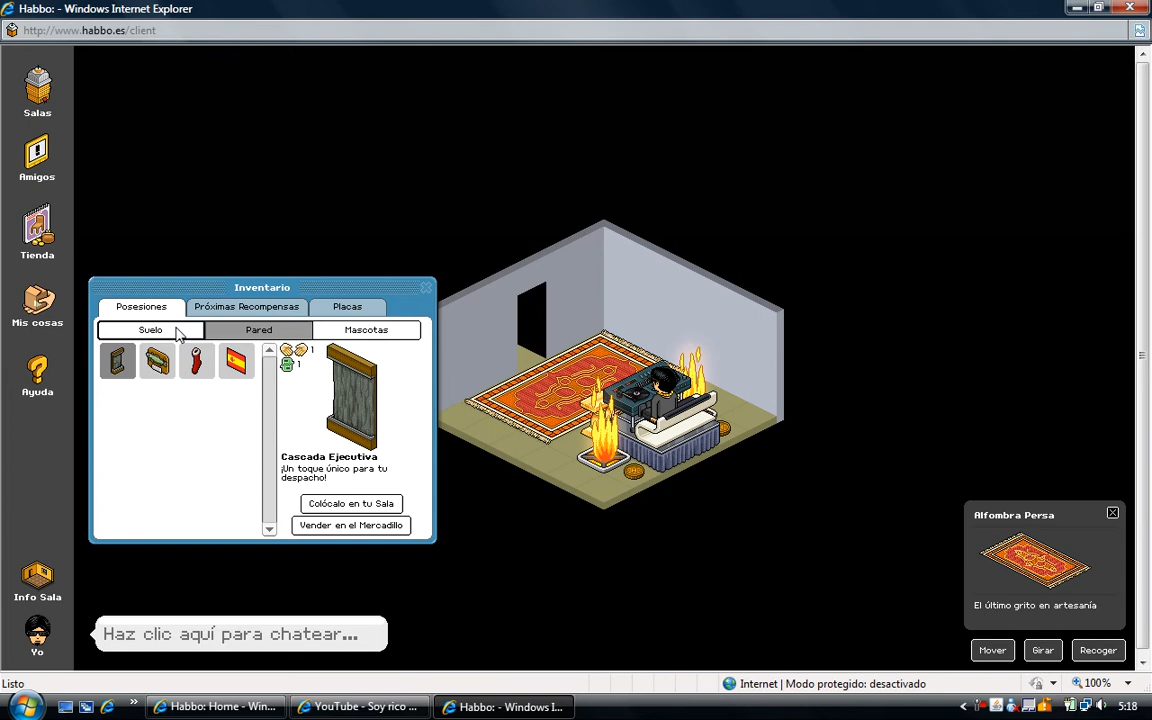 Habbo: - Windows Internet Explorer
http://www.habbo.es/client
Salas
Amigos
Tienda
Mis cosas
Ayuda
Info Sala
Yo
Inventario
Posesiones Próximas Recompensas Placas
Suelo Pared Mascotas
1
1
Cascada Ejecutiva
¡Un toque único para tu
despacho!
Colócalo en tu Sala
Vender en el Mercadillo
Alfombra Persa
El último grito en artesanía
Mover Girar Recoger
Haz clic aquí para chatear...
Listo
Internet | Modo protegido: desactivado
100%
Habbo: Home - Win...
YouTube - Soy rico ...
Habbo: - Windows I...
5:18